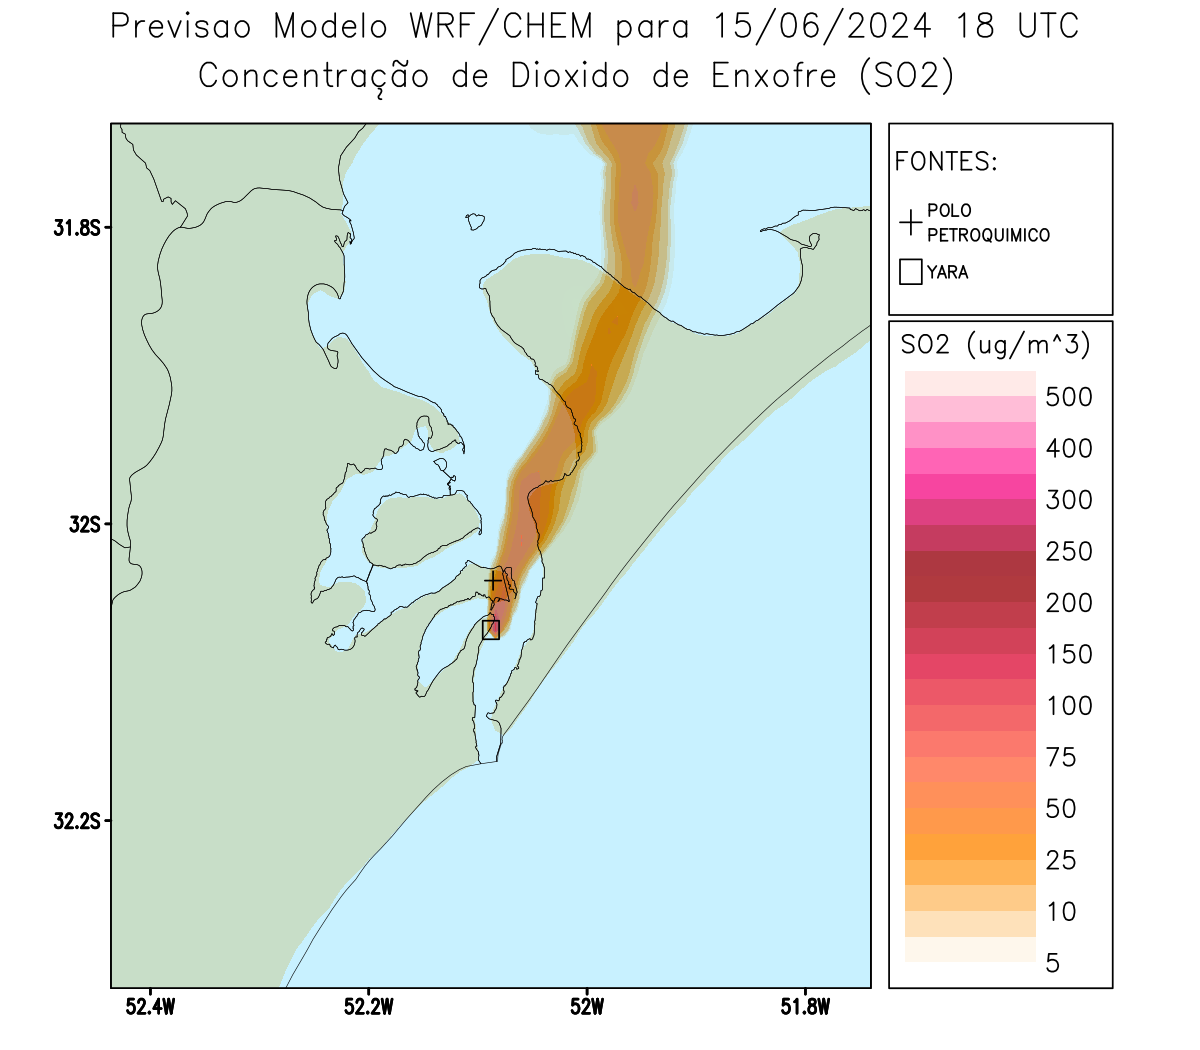 Previsao Modelo WRF/CHEM para 15/06/2024 18 UTC
Concentração de Dioxido de Enxofre (SO2)
FONTES:
POLO
PETROQUIMICO
YARA
SO2 (ug/m^3)
500
400
300
250
200
150
100
75
50
25
10
5
31.8S
32S
32.2S
52.4W
52.2W
52W
51.8W